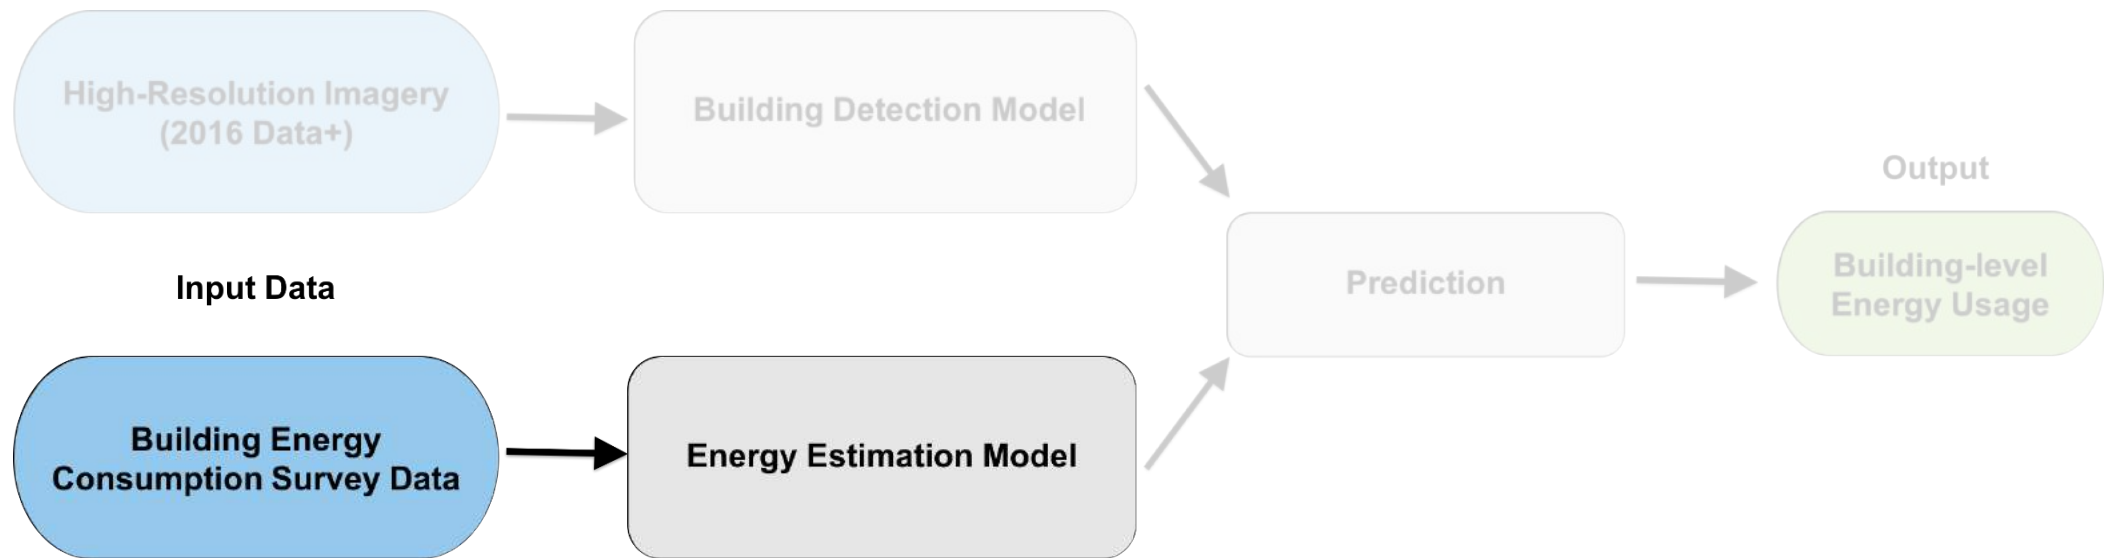 High-Resolution Imagery
(2016 Data+)
Building Detection Model
Output
Input Data
Prediction
Building-level
Energy Usage
Building Energy
Consumption Survey Data
Energy Estimation Model